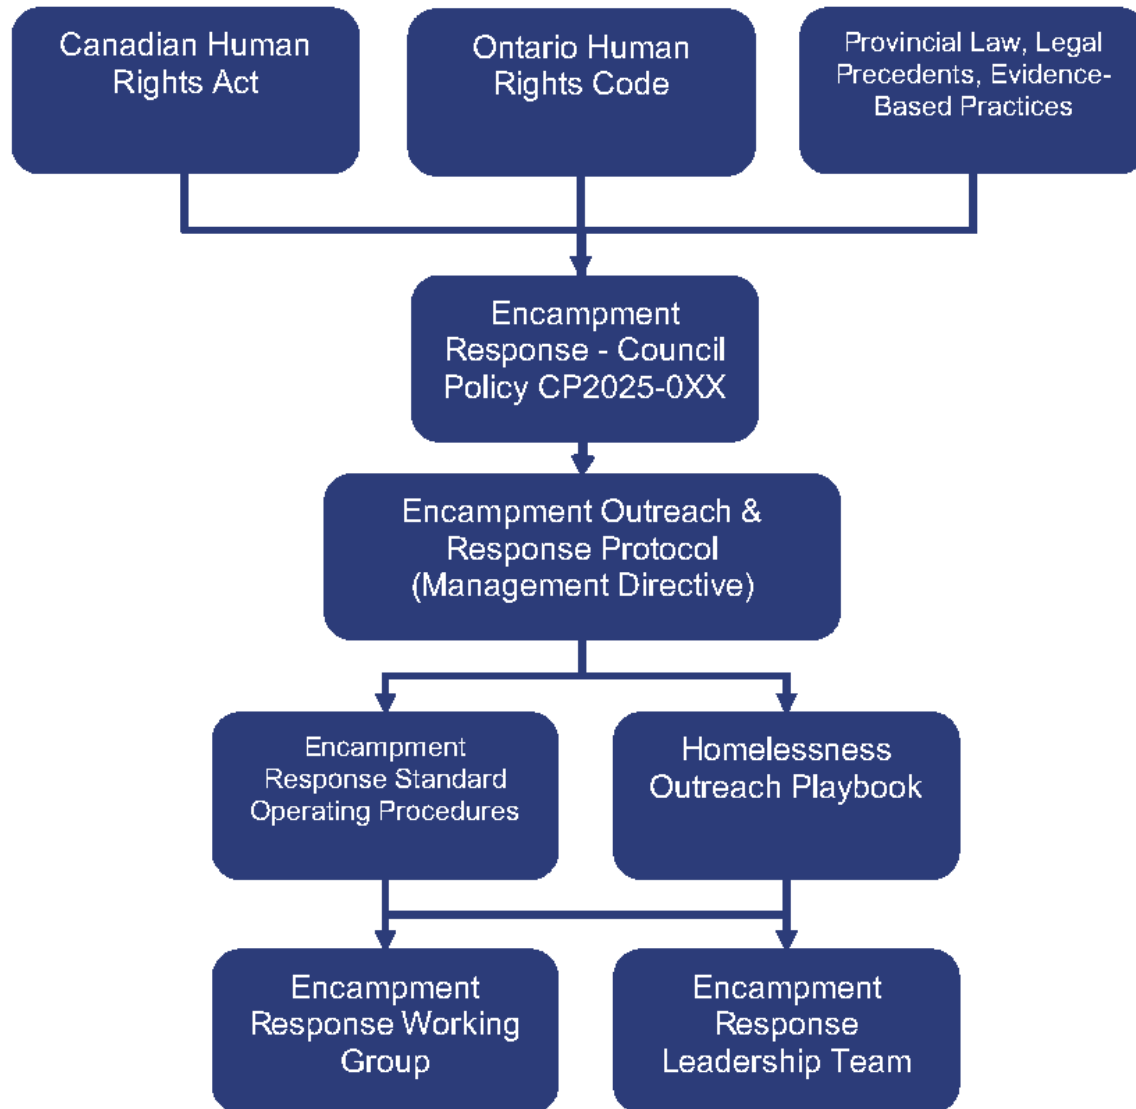 Canadian Human
Rights Act
Ontario Human
Rights Code
Provincial Law, Legal
Precedents, Evidence-
Based Practices
Encampment
Response - Council
Policy CP2025-0XX
Encampment Outreach &
Response Protocol
(Management Directive)
Encampment
Response Standard
Operating Procedures
Homelessness
Outreach Playbook
Encampment
Response Working
Group
Encampment
Response
Leadership Team